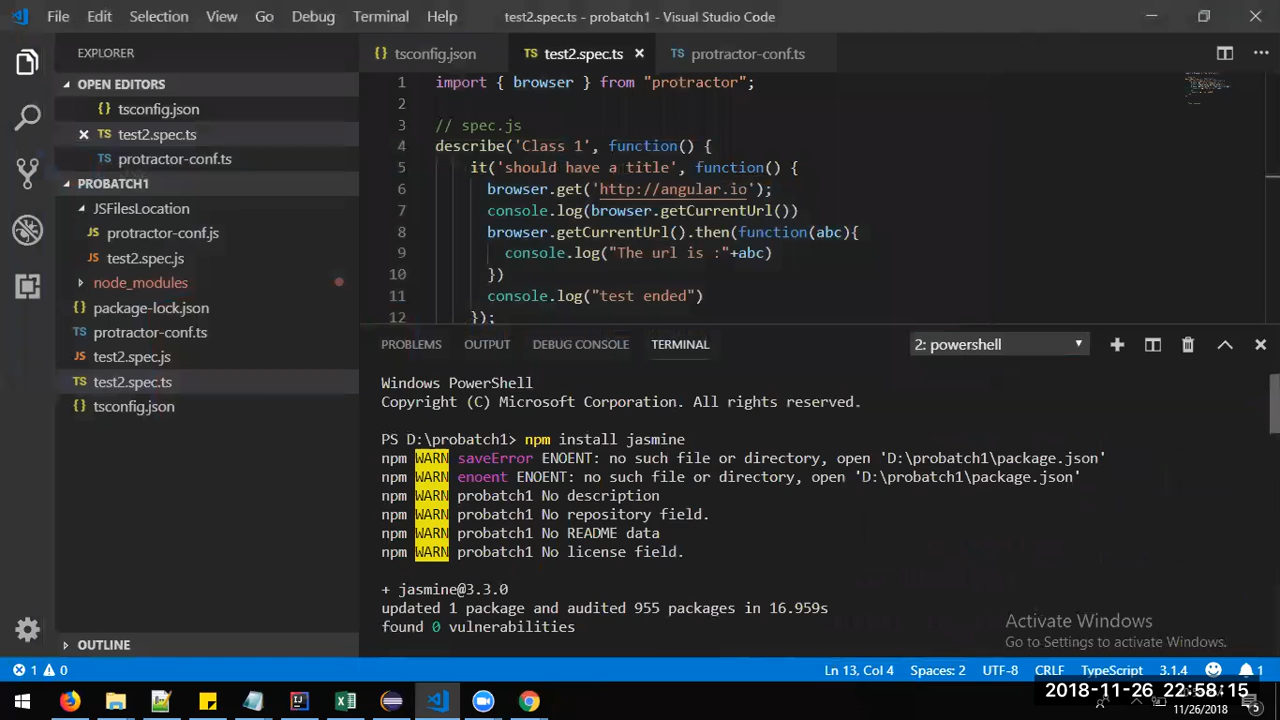 File Edit Selection View Go Debug Terminal Help test2.spec.ts - probatch1 - Visual Studio Code
EXPLORER
OPEN EDITORS
{} tsconfig.json
× TS test2.spec.ts
TS protractor-conf.ts
PROBATCH1
JSFilesLocation
JS protractor-conf.js
JS test2.spec.js
node_modules
{} package-lock.json
TS protractor-conf.ts
JS test2.spec.js
TS test2.spec.ts
{} tsconfig.json
OUTLINE
{} tsconfig.json TS test2.spec.ts × TS protractor-conf.ts
1 import { browser } from "protractor";
2
3 // spec.js
4 describe('Class 1', function() {
5 it('should have a title', function() {
6 browser.get('http://angular.io');
7 console.log(browser.getCurrentUrl())
8 browser.getCurrentUrl().then(function(abc){
9 console.log("The url is :"+abc)
10 })
11 console.log("test ended")
12 });
PROBLEMS OUTPUT DEBUG CONSOLE TERMINAL 2: powershell
Windows PowerShell
Copyright (C) Microsoft Corporation. All rights reserved.
PS D:\probatch1> npm install jasmine
npm WARN saveError ENOENT: no such file or directory, open 'D:\probatch1\package.json'
npm WARN enoent ENOENT: no such file or directory, open 'D:\probatch1\package.json'
npm WARN probatch1 No description
npm WARN probatch1 No repository field.
npm WARN probatch1 No README data
npm WARN probatch1 No license field.
+ jasmine@3.3.0
updated 1 package and audited 955 packages in 16.959s
found 0 vulnerabilities
Activate Windows
Go to Settings to activate Windows.
1 0 Ln 13, Col 4 Spaces: 2 UTF-8 CRLF TypeScript 3.1.4 1
2018-11-26 22:58:15
11/26/2018 5